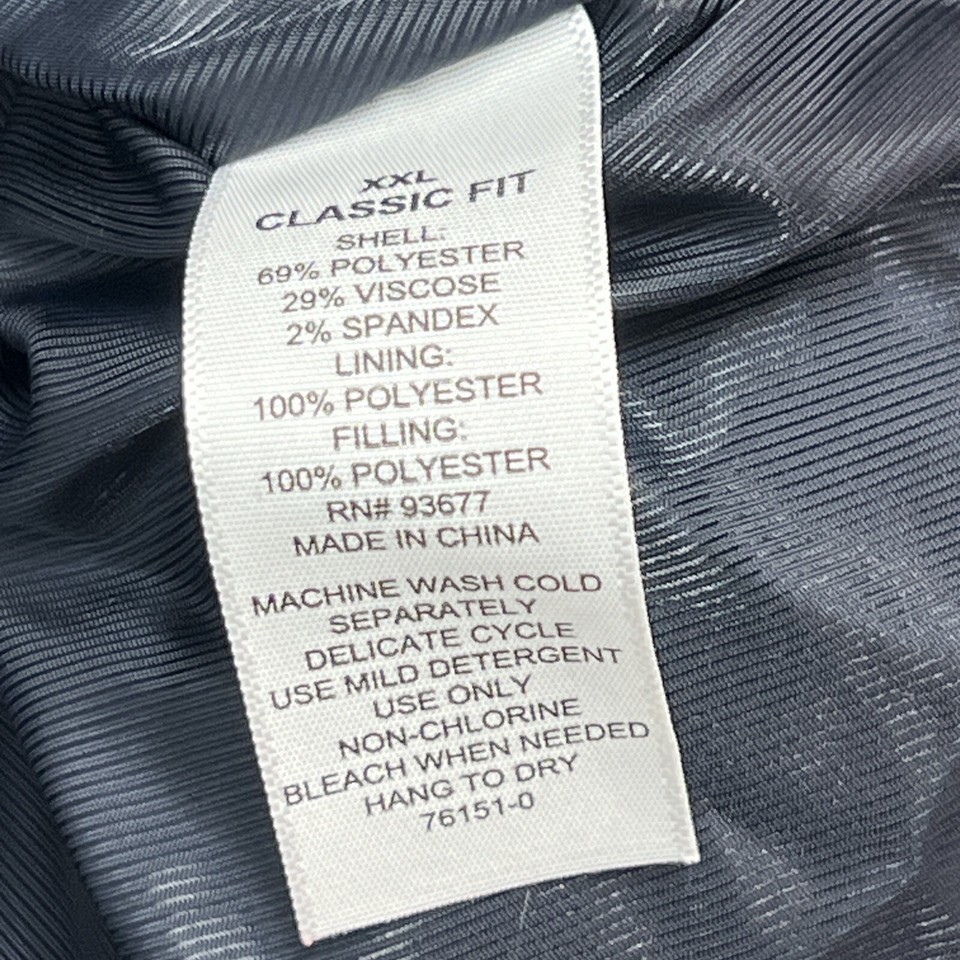 XXL
CLASSIC FIT
SHELL:
69% POLYESTER
29% VISCOSE
2% SPANDEX
LINING:
100% POLYESTER
FILLING:
100% POLYESTER
RN# 93677
MADE IN CHINA
MACHINE WASH COLD
SEPARATELY
DELICATE CYCLE
USE MILD DETERGENT
USE ONLY
NON-CHLORINE
BLEACH WHEN NEEDED
HANG TO DRY
76151-0